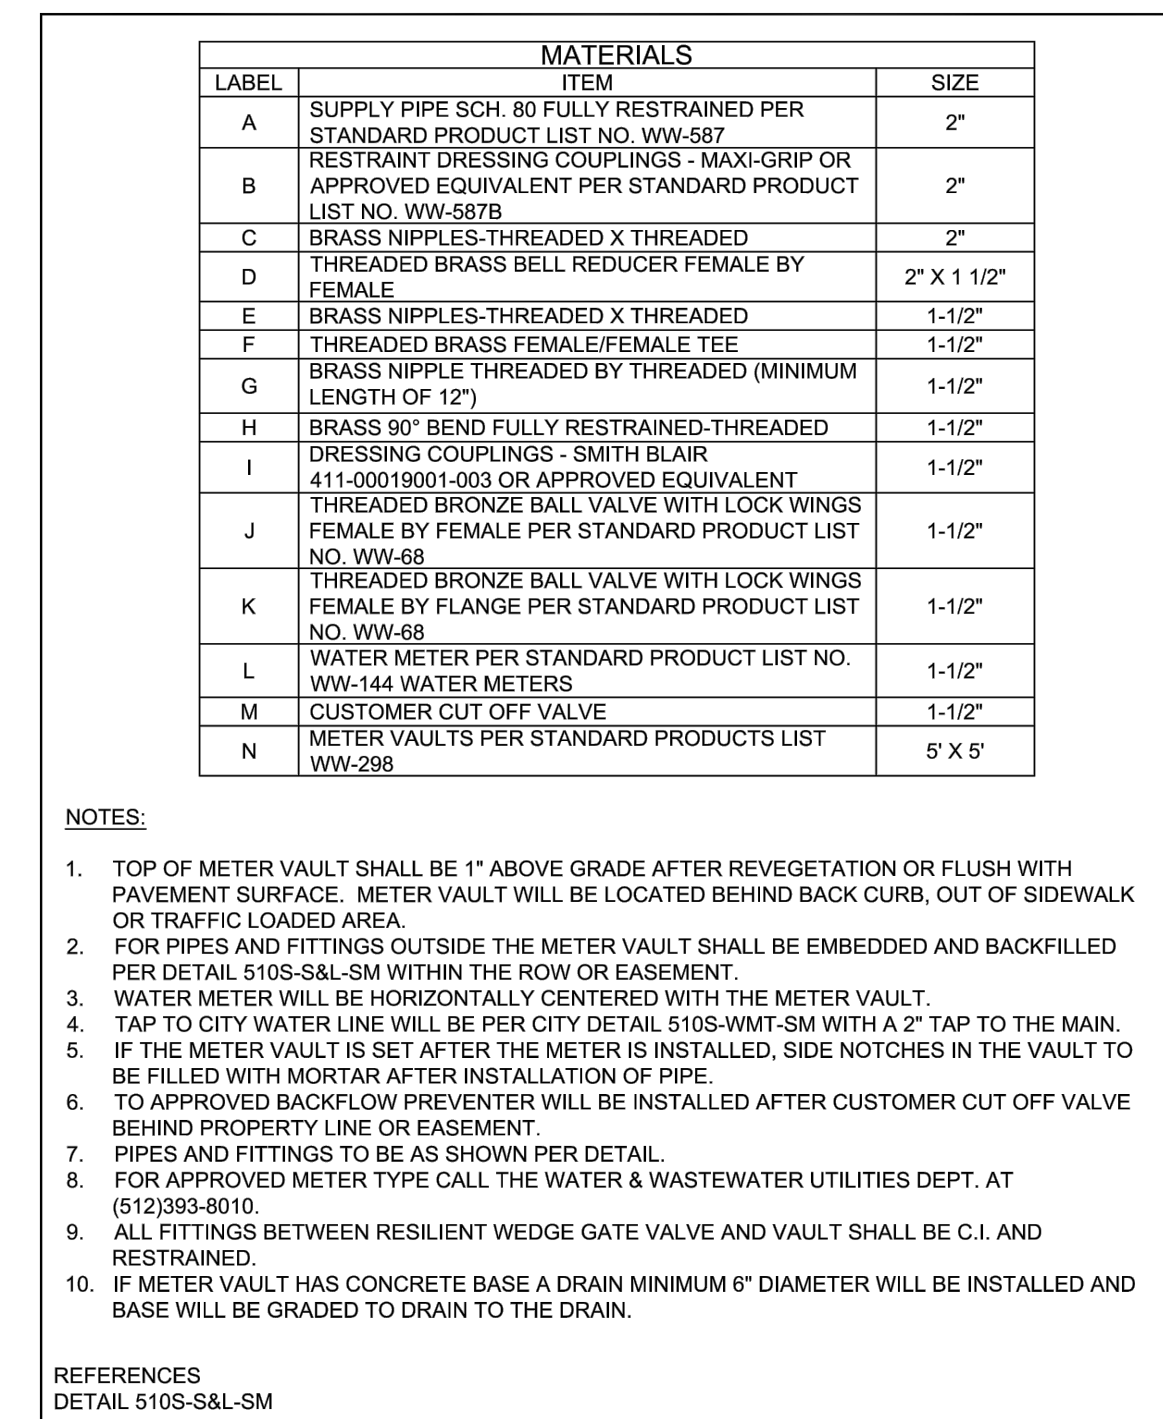 MATERIALS
LABEL ITEM SIZE
A SUPPLY PIPE SCH. 80 FULLY RESTRAINED PER
STANDARD PRODUCT LIST NO. WW-587 2"
B RESTRAINT DRESSING COUPLINGS - MAXI-GRIP OR
APPROVED EQUIVALENT PER STANDARD PRODUCT 2"
LIST NO. WW-587B
C BRASS NIPPLES-THREADED X THREADED 2"
D THREADED BRASS BELL REDUCER FEMALE BY
FEMALE 2" X 1 1/2"
E BRASS NIPPLES-THREADED X THREADED 1-1/2"
F THREADED BRASS FEMALE/FEMALE TEE 1-1/2"
G BRASS NIPPLE THREADED BY THREADED (MINIMUM
LENGTH OF 12") 1-1/2"
H BRASS 90° BEND FULLY RESTRAINED-THREADED 1-1/2"
I DRESSING COUPLINGS - SMITH BLAIR
411-00019001-003 OR APPROVED EQUIVALENT 1-1/2"
THREADED BRONZE BALL VALVE WITH LOCK WINGS
J FEMALE BY FEMALE PER STANDARD PRODUCT LIST 1-1/2"
NO. WW-68
THREADED BRONZE BALL VALVE WITH LOCK WINGS
K FEMALE BY FLANGE PER STANDARD PRODUCT LIST 1-1/2"
NO. WW-68
L WATER METER PER STANDARD PRODUCT LIST NO.
WW-144 WATER METERS 1-1/2"
M CUSTOMER CUT OFF VALVE 1-1/2"
N METER VAULTS PER STANDARD PRODUCTS LIST
WW-298 5' X 5'
NOTES:
1. TOP OF METER VAULT SHALL BE 1" ABOVE GRADE AFTER REVEGETATION OR FLUSH WITH
PAVEMENT SURFACE. METER VAULT WILL BE LOCATED BEHIND BACK CURB, OUT OF SIDEWALK
OR TRAFFIC LOADED AREA.
2. FOR PIPES AND FITTINGS OUTSIDE THE METER VAULT SHALL BE EMBEDDED AND BACKFILLED
PER DETAIL 510S-S&L-SM WITHIN THE ROW OR EASEMENT.
3. WATER METER WILL BE HORIZONTALLY CENTERED WITH THE METER VAULT.
4. TAP TO CITY WATER LINE WILL BE PER CITY DETAIL 510S-WMT-SM WITH A 2" TAP TO THE MAIN.
5. IF THE METER VAULT IS SET AFTER THE METER IS INSTALLED, SIDE NOTCHES IN THE VAULT TO
BE FILLED WITH MORTAR AFTER INSTALLATION OF PIPE.
6. TO APPROVED BACKFLOW PREVENTER WILL BE INSTALLED AFTER CUSTOMER CUT OFF VALVE
BEHIND PROPERTY LINE OR EASEMENT.
7. PIPES AND FITTINGS TO BE AS SHOWN PER DETAIL.
8. FOR APPROVED METER TYPE CALL THE WATER & WASTEWATER UTILITIES DEPT. AT
(512)393-8010.
9. ALL FITTINGS BETWEEN RESILIENT WEDGE GATE VALVE AND VAULT SHALL BE C.I. AND
RESTRAINED.
10. IF METER VAULT HAS CONCRETE BASE A DRAIN MINIMUM 6" DIAMETER WILL BE INSTALLED AND
BASE WILL BE GRADED TO DRAIN TO THE DRAIN.
REFERENCES
DETAIL 510S-S&L-SM